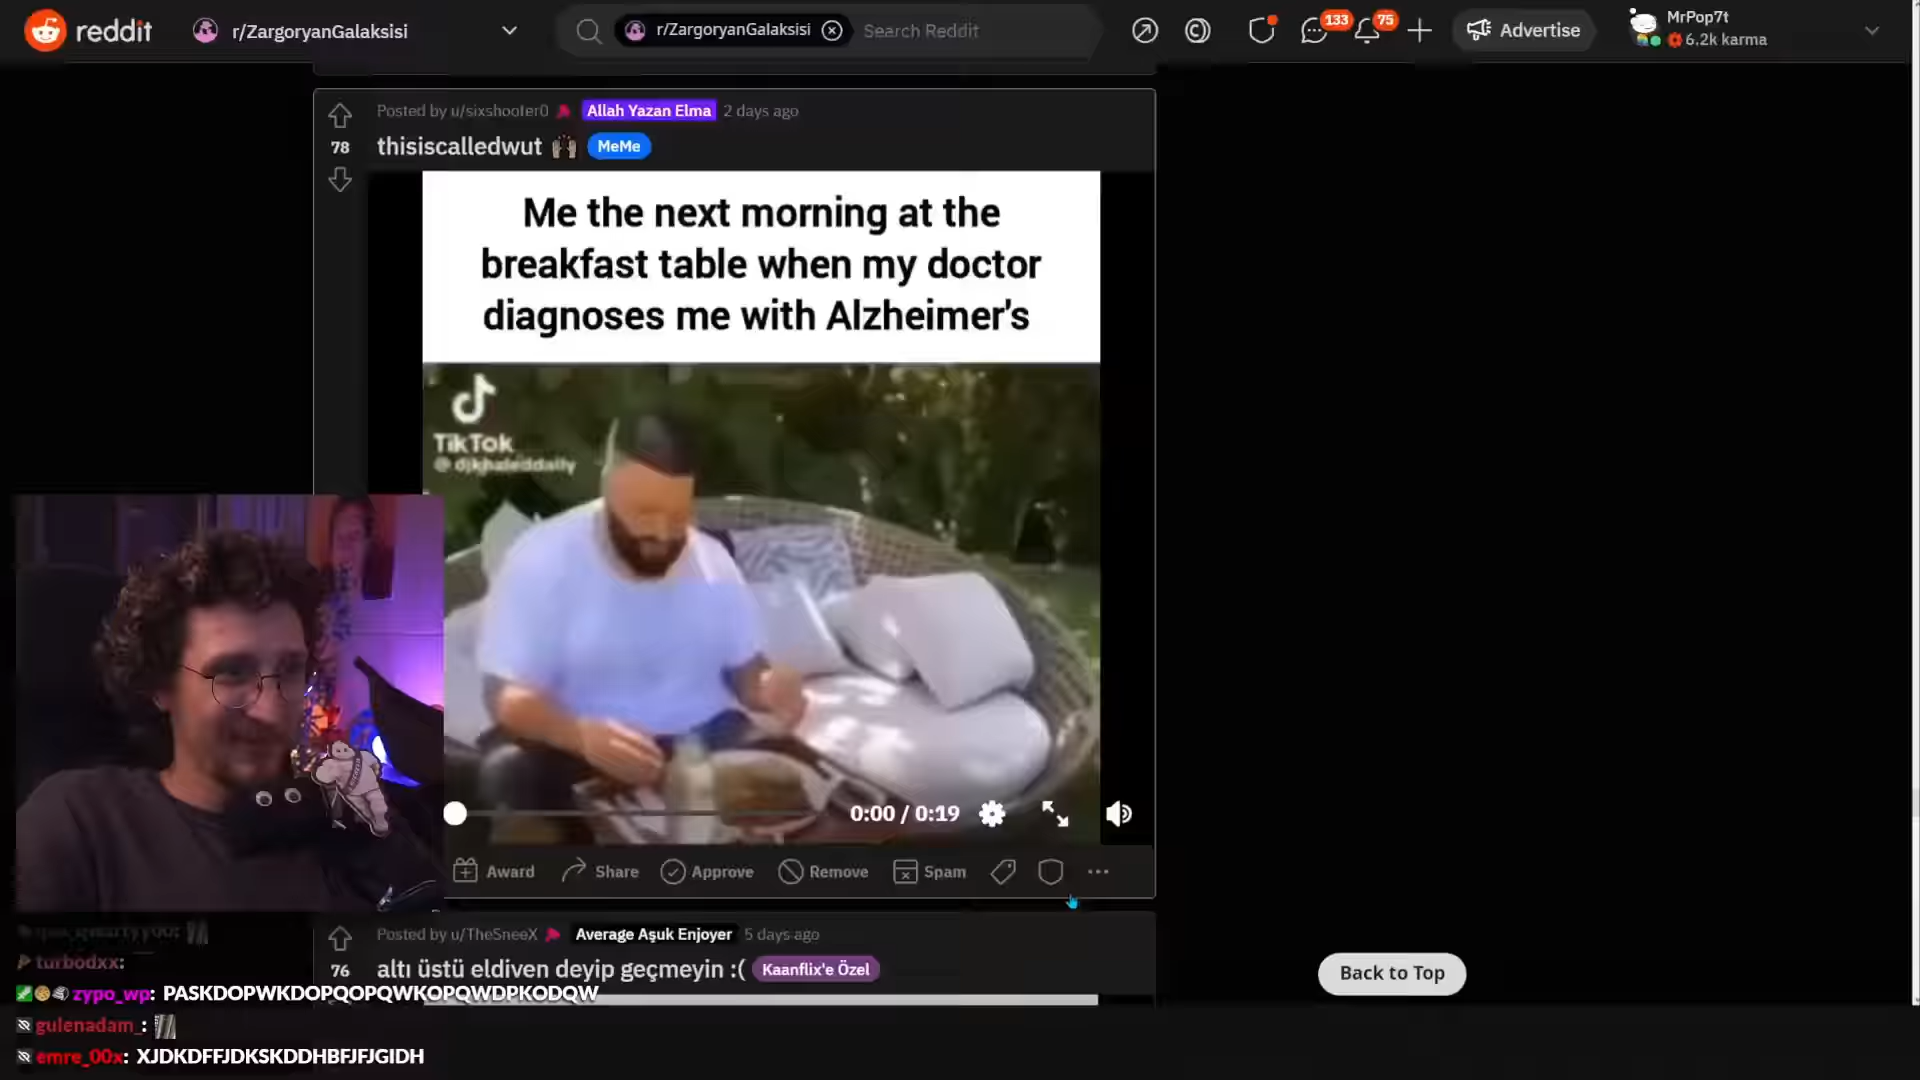 reddit
r/ZargoryanGalaksisi
r/ZargoryanGalaksisi
Search Reddit
133
75
Advertise
MrPop7t
6.2k karma
Posted by u/sixshooter0
Allah Yazan Elma
2 days ago
78
thisiscalledwut
MeMe
Me the next morning at the
breakfast table when my doctor
diagnoses me with Alzheimer's
TikTok
@djkhaleddaily
0:00 / 0:19
Award
Share
Approve
Remove
Spam
Posted by u/TheSneeX
Average Aşuk Enjoyer
5 days ago
76
altı üstü eldiven deyip geçmeyin :(
Kaanflix'e Özel
Back to Top
turbodxx:
zypo_wp: PASKDOPWKDOPQOPQWKOPQWDPKODQW
gulenadam_:
emre_00x: XJDKDFFJDKSKDDHBFJFJGIDH